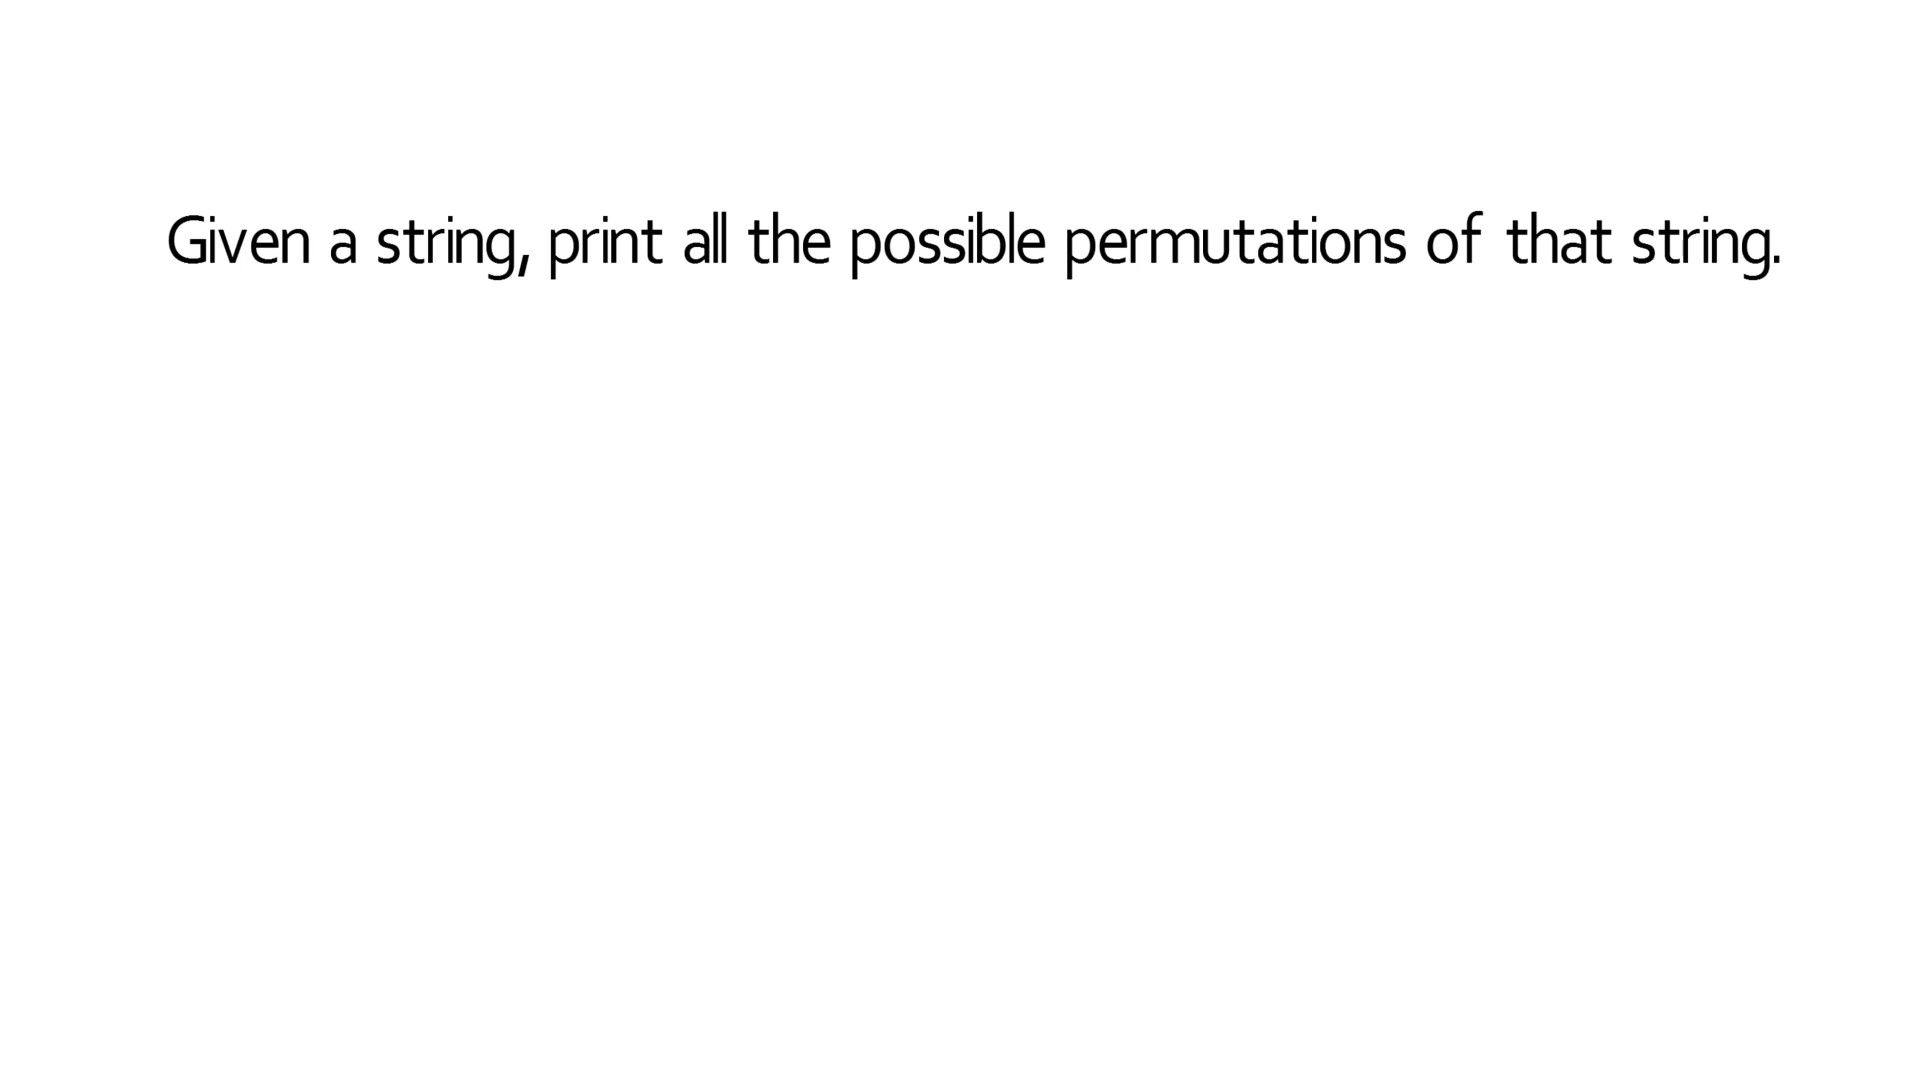 Given a string, print all the possible permutations of that string.